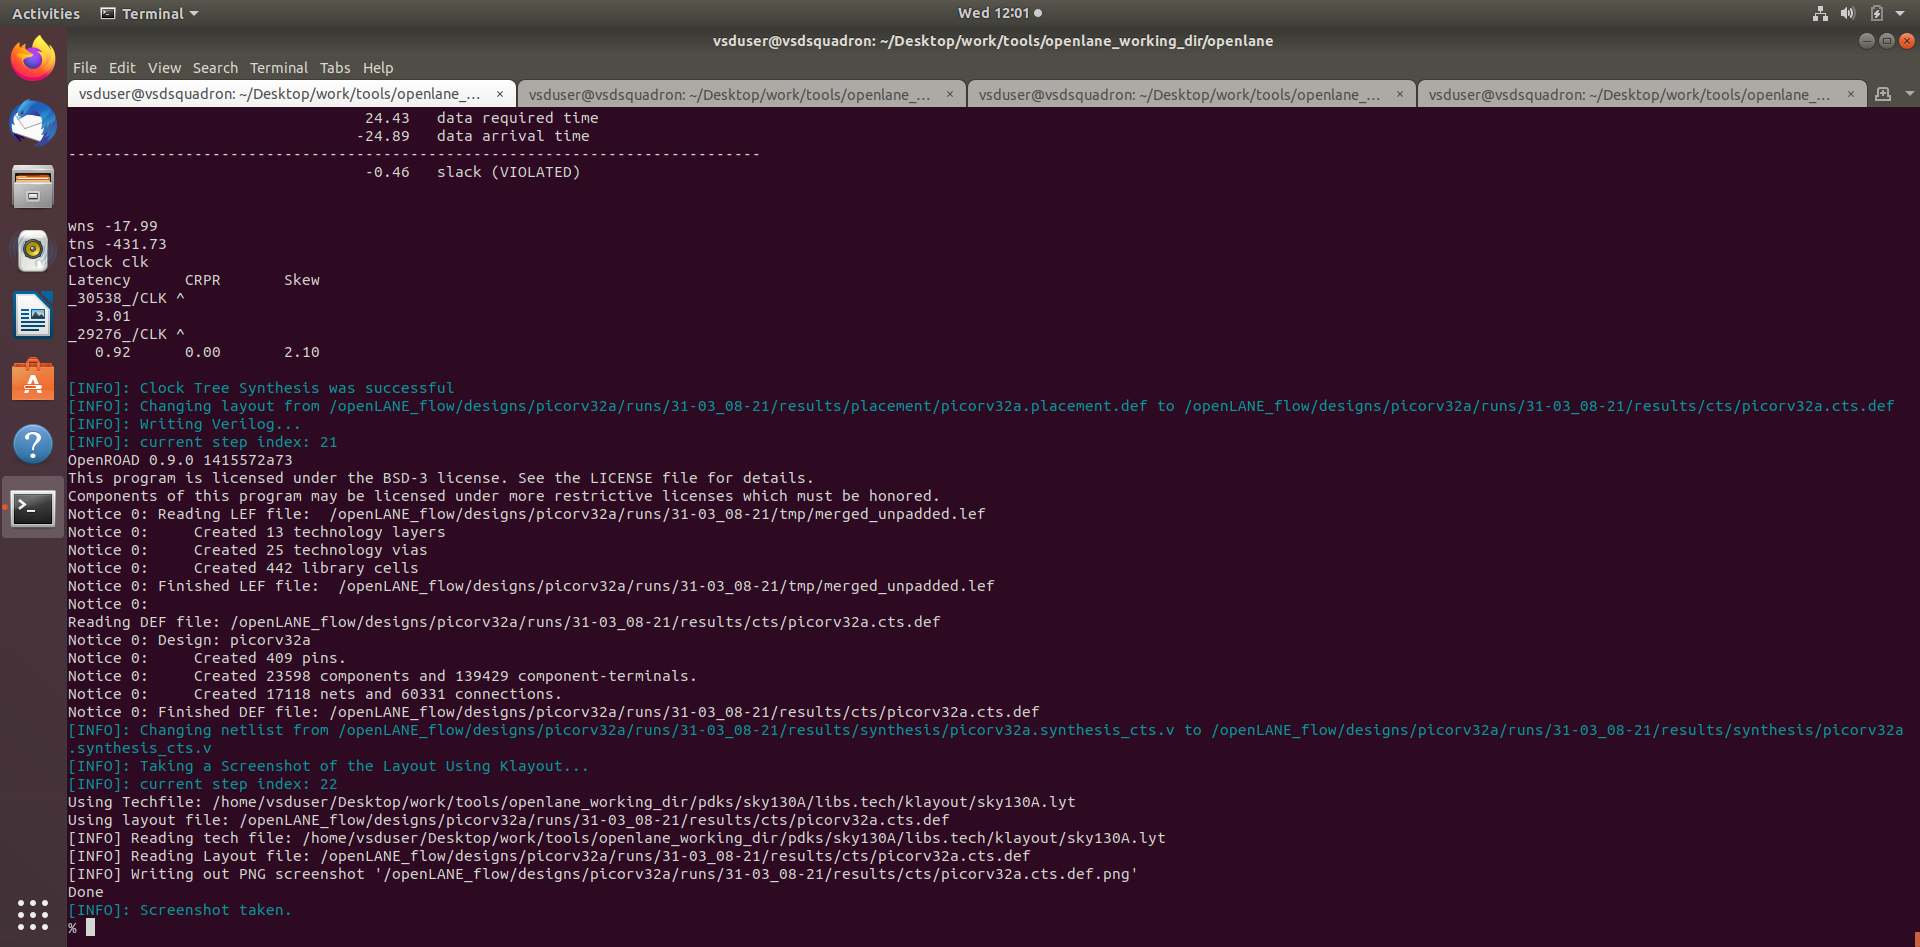 Activities Terminal Wed 12:01
vsduser@vsdsquadron: ~/Desktop/work/tools/openlane_working_dir/openlane
File Edit View Search Terminal Tabs Help
vsduser@vsdsquadron: ~/Desktop/work/tools/openlane_... × vsduser@vsdsquadron: ~/Desktop/work/tools/openlane_... × vsduser@vsdsquadron: ~/Desktop/work/tools/openlane_... × vsduser@vsdsquadron: ~/Desktop/work/tools/openlane_... ×
24.43 data required time
-24.89 data arrival time
-----------------------------------------------------------------------------
-0.46 slack (VIOLATED)
wns -17.99
tns -431.73
Clock clk
Latency CRPR Skew
_30538_/CLK ^
3.01
_29276_/CLK ^
0.92 0.00 2.10
[INFO]: Clock Tree Synthesis was successful
[INFO]: Changing layout from /openLANE_flow/designs/picorv32a/runs/31-03_08-21/results/placement/picorv32a.placement.def to /openLANE_flow/designs/picorv32a/runs/31-03_08-21/results/cts/picorv32a.cts.def
[INFO]: Writing Verilog...
[INFO]: current step index: 21
OpenROAD 0.9.0 1415572a73
This program is licensed under the BSD-3 license. See the LICENSE file for details.
Components of this program may be licensed under more restrictive licenses which must be honored.
Notice 0: Reading LEF file:  /openLANE_flow/designs/picorv32a/runs/31-03_08-21/tmp/merged_unpadded.lef
Notice 0:     Created 13 technology layers
Notice 0:     Created 25 technology vias
Notice 0:     Created 442 library cells
Notice 0: Finished LEF file:  /openLANE_flow/designs/picorv32a/runs/31-03_08-21/tmp/merged_unpadded.lef
Notice 0:
Reading DEF file: /openLANE_flow/designs/picorv32a/runs/31-03_08-21/results/cts/picorv32a.cts.def
Notice 0: Design: picorv32a
Notice 0:     Created 409 pins.
Notice 0:     Created 23598 components and 139429 component-terminals.
Notice 0:     Created 17118 nets and 60331 connections.
Notice 0: Finished DEF file: /openLANE_flow/designs/picorv32a/runs/31-03_08-21/results/cts/picorv32a.cts.def
[INFO]: Changing netlist from /openLANE_flow/designs/picorv32a/runs/31-03_08-21/results/synthesis/picorv32a.synthesis_cts.v to /openLANE_flow/designs/picorv32a/runs/31-03_08-21/results/synthesis/picorv32a
.synthesis_cts.v
[INFO]: Taking a Screenshot of the Layout Using Klayout...
[INFO]: current step index: 22
Using Techfile: /home/vsduser/Desktop/work/tools/openlane_working_dir/pdks/sky130A/libs.tech/klayout/sky130A.lyt
Using layout file: /openLANE_flow/designs/picorv32a/runs/31-03_08-21/results/cts/picorv32a.cts.def
[INFO] Reading tech file: /home/vsduser/Desktop/work/tools/openlane_working_dir/pdks/sky130A/libs.tech/klayout/sky130A.lyt
[INFO] Reading Layout file: /openLANE_flow/designs/picorv32a/runs/31-03_08-21/results/cts/picorv32a.cts.def
[INFO] Writing out PNG screenshot '/openLANE_flow/designs/picorv32a/runs/31-03_08-21/results/cts/picorv32a.cts.def.png'
Done
[INFO]: Screenshot taken.
%